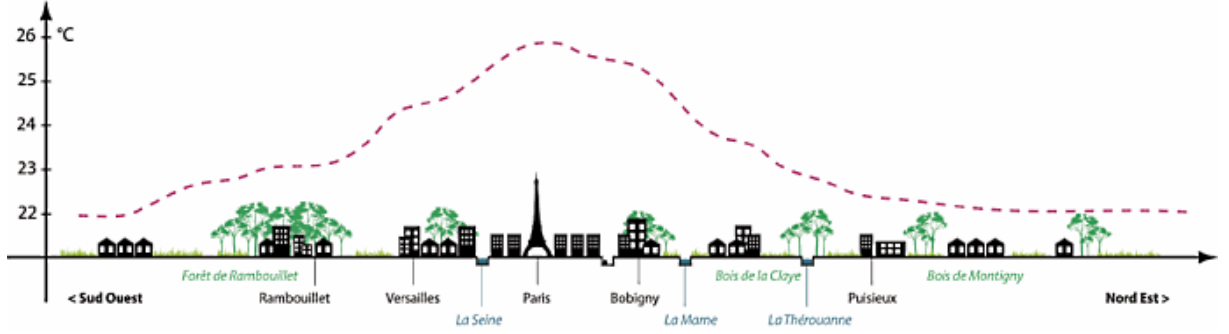 26 °C
25
24
23
22
Forêt de Rambouillet
Bois de la Claye
Bois de Montigny
< Sud Ouest
Rambouillet
Versailles
Paris
Bobigny
Puisieux
Nord Est >
La Seine
La Marne
La Thérouanne